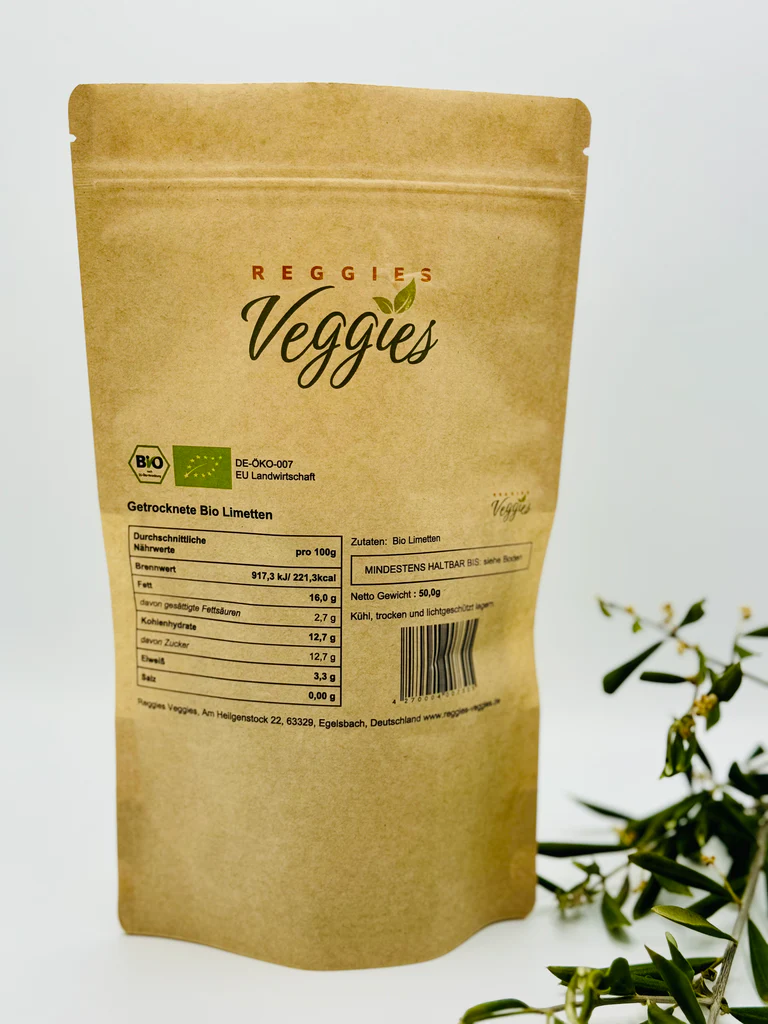 REGGIES
Veggies
BIO
DE-ÖKO-007
EU Landwirtschaft
Getrocknete Bio Limetten
REGGIES
Veggies
Durchschnittliche
Nährwerte pro 100g
Brennwert 917,3 kJ/ 221,3kcal
Fett 16,0 g
davon gesättigte Fettsäuren 2,7 g
Kohlenhydrate 12,7 g
davon Zucker 12,7 g
Eiweiß 3,3 g
Salz 0,00 g
Zutaten: Bio Limetten
MINDESTENS HALTBAR BIS: siehe Boden
Netto Gewicht : 50,0g
Kühl, trocken und lichtgeschützt lagern
Reggies Veggies, Am Heiligenstock 22, 63329, Egelsbach, Deutschland www.reggies-veggies.de